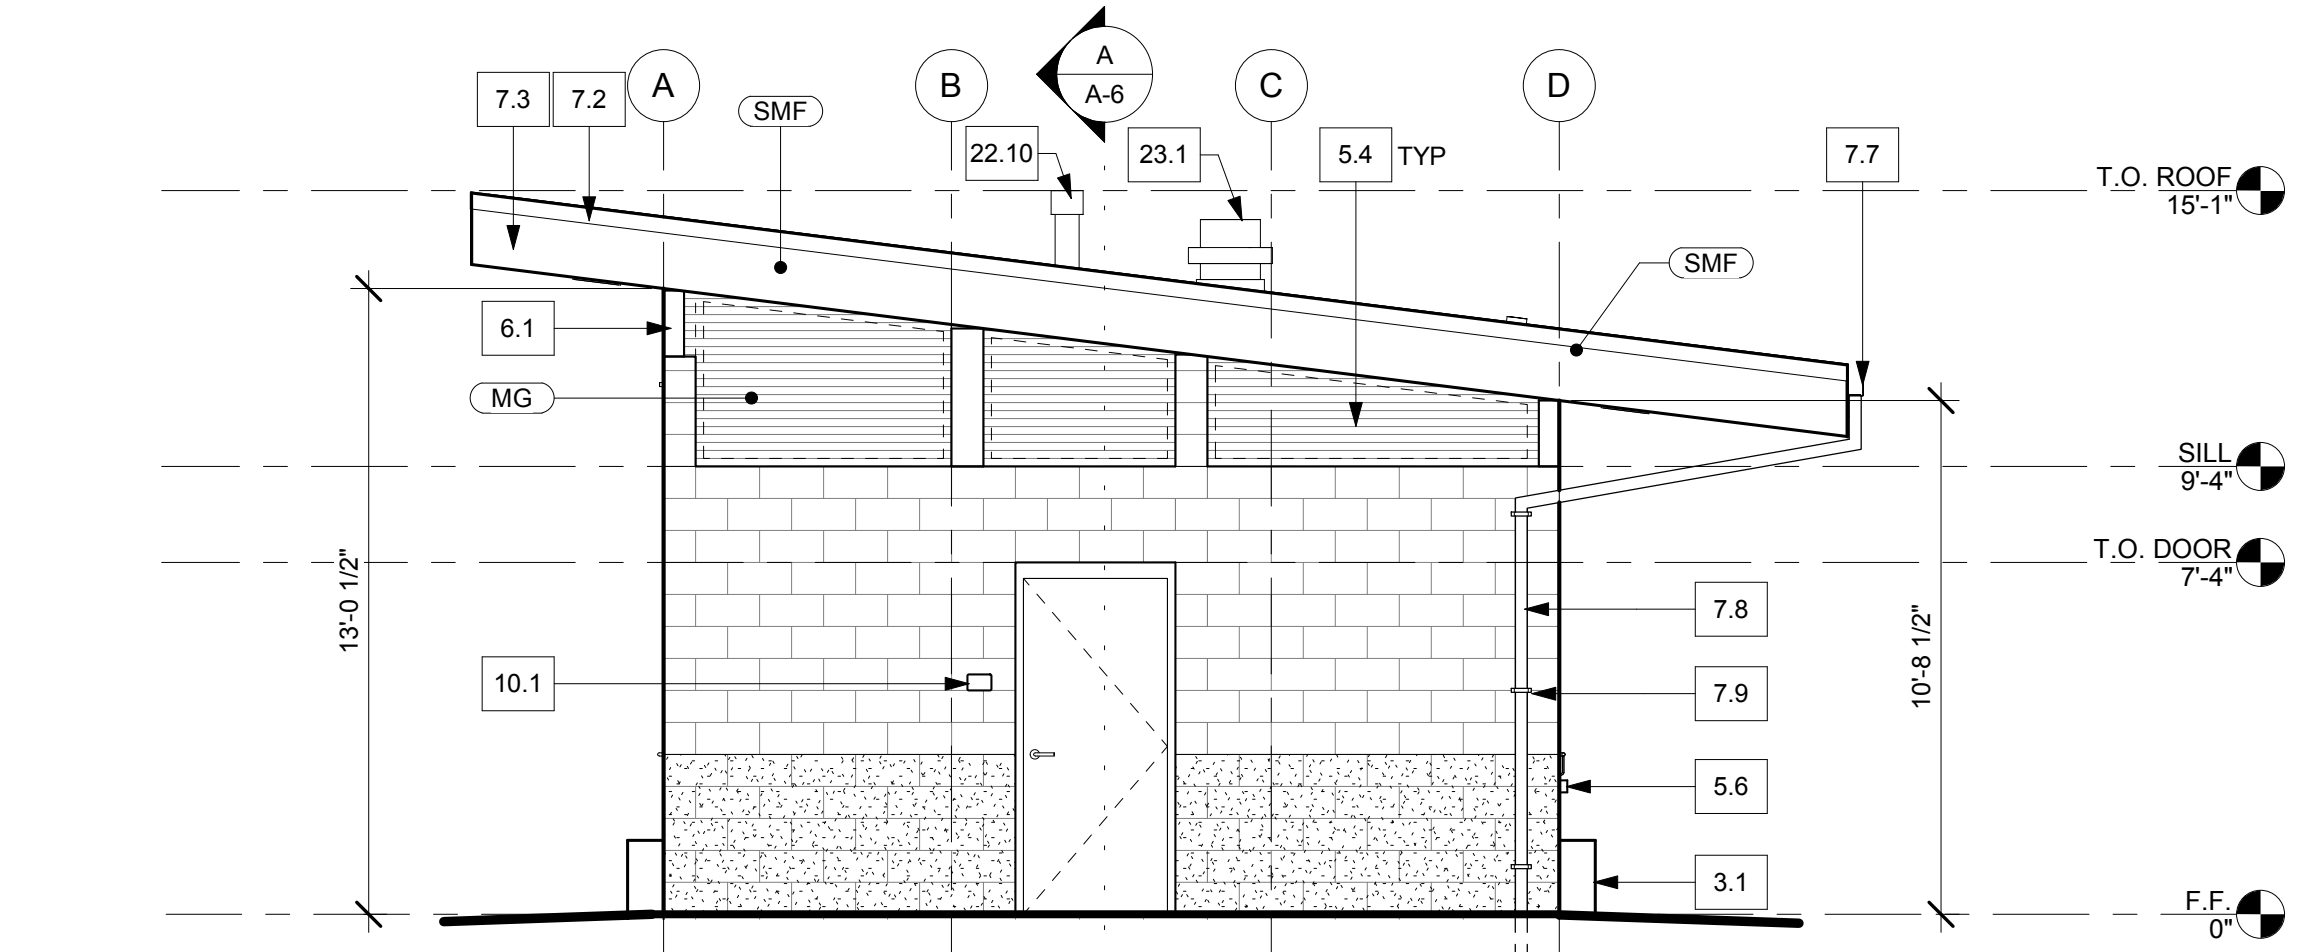 A
A-6
A
B
C
D
7.3
7.2
SMF
22.10
23.1
5.4 TYP
7.7
T.O. ROOF
15'-1"
SMF
6.1
MG
SILL
9'-4"
T.O. DOOR
7'-4"
13'-0 1/2"
10'-8 1/2"
7.8
10.1
7.9
5.6
3.1
F.F.
0"